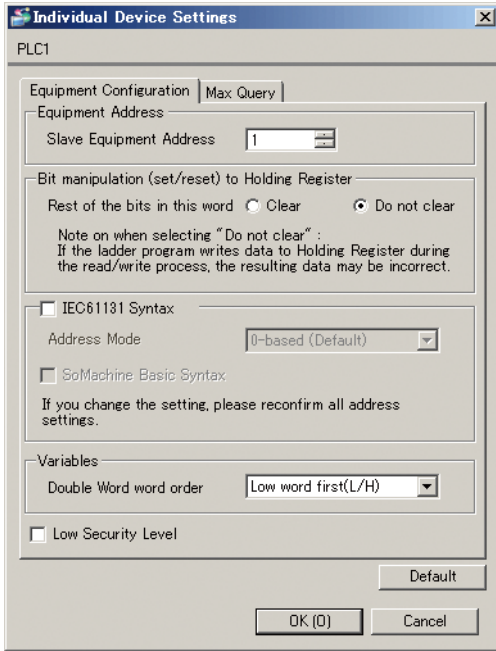 Individual Device Settings
PLC1
Equipment Configuration
Max Query
Equipment Address
Slave Equipment Address
1
Bit manipulation (set/reset) to Holding Register
Rest of the bits in this word
Clear
Do not clear
Note on when selecting "Do not clear" :
If the ladder program writes data to Holding Register during
the read/write process, the resulting data may be incorrect.
IEC61131 Syntax
Address Mode
0-based (Default)
SoMachine Basic Syntax
If you change the setting, please reconfirm all address
settings.
Variables
Double Word word order
Low word first(L/H)
Low Security Level
Default
OK (O)
Cancel